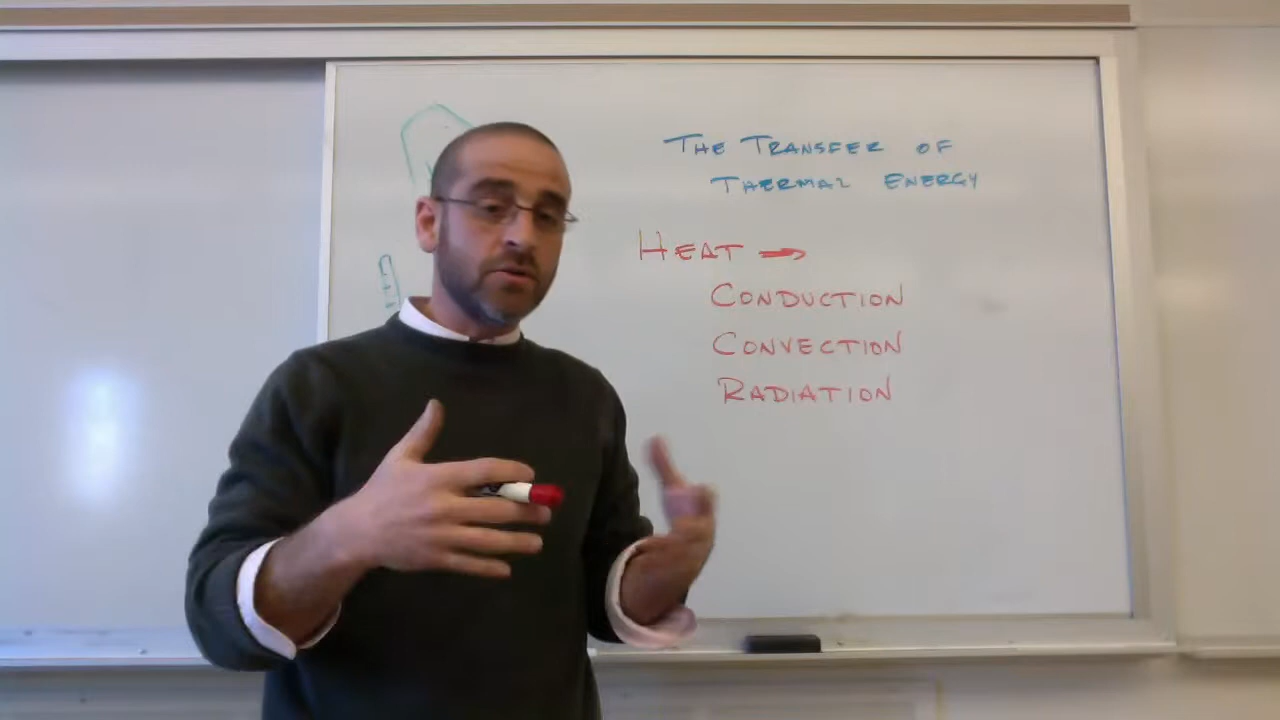 THE TRANSFER OF
THERMAL ENERGY
HEAT →
CONDUCTION
CONVECTION
RADIATION